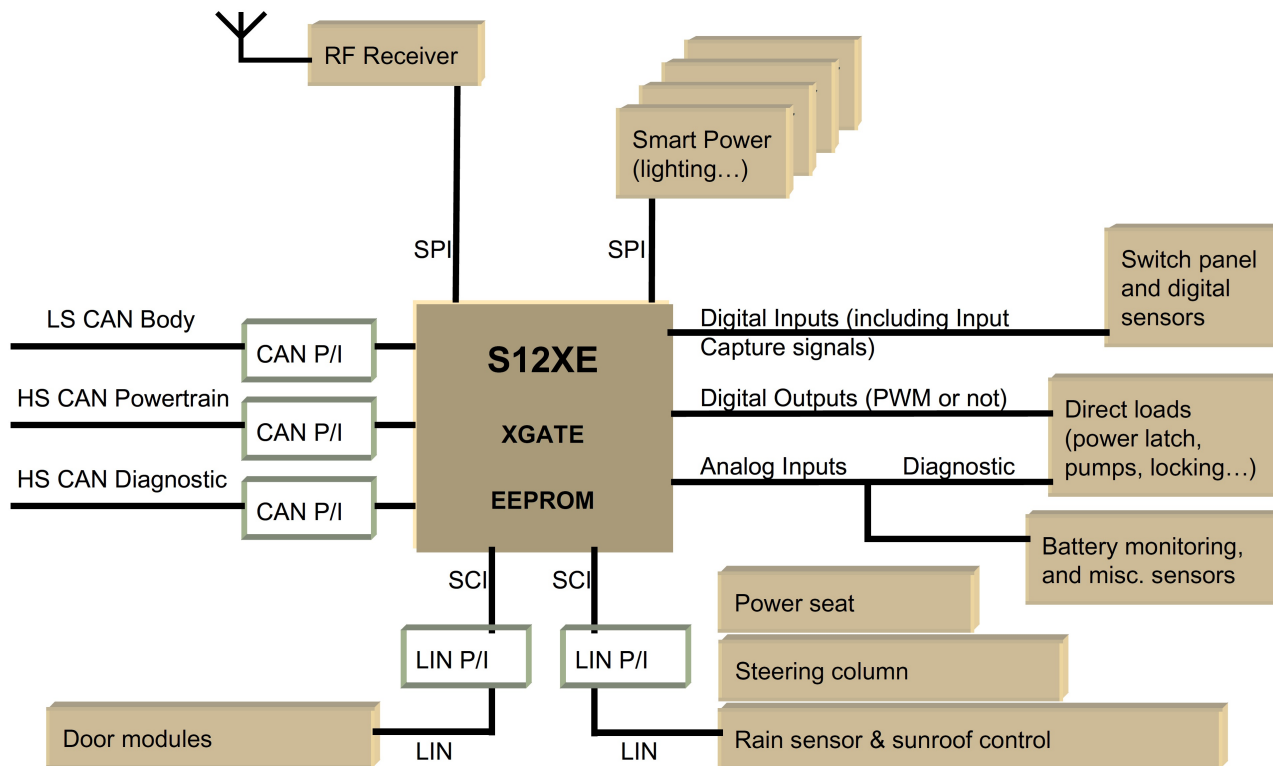 RF Receiver
Smart Power
(lighting…)
SPI
SPI
Switch panel
and digital
sensors
LS CAN Body
CAN P/I
HS CAN Powertrain
CAN P/I
HS CAN Diagnostic
CAN P/I
S12XE
XGATE
EEPROM
Digital Inputs (including Input
Capture signals)
Digital Outputs (PWM or not)
Analog Inputs
Diagnostic
Direct loads
(power latch,
pumps, locking…)
Battery monitoring,
and misc. sensors
SCI
SCI
LIN P/I
LIN P/I
Power seat
Steering column
Door modules
LIN
LIN
Rain sensor & sunroof control